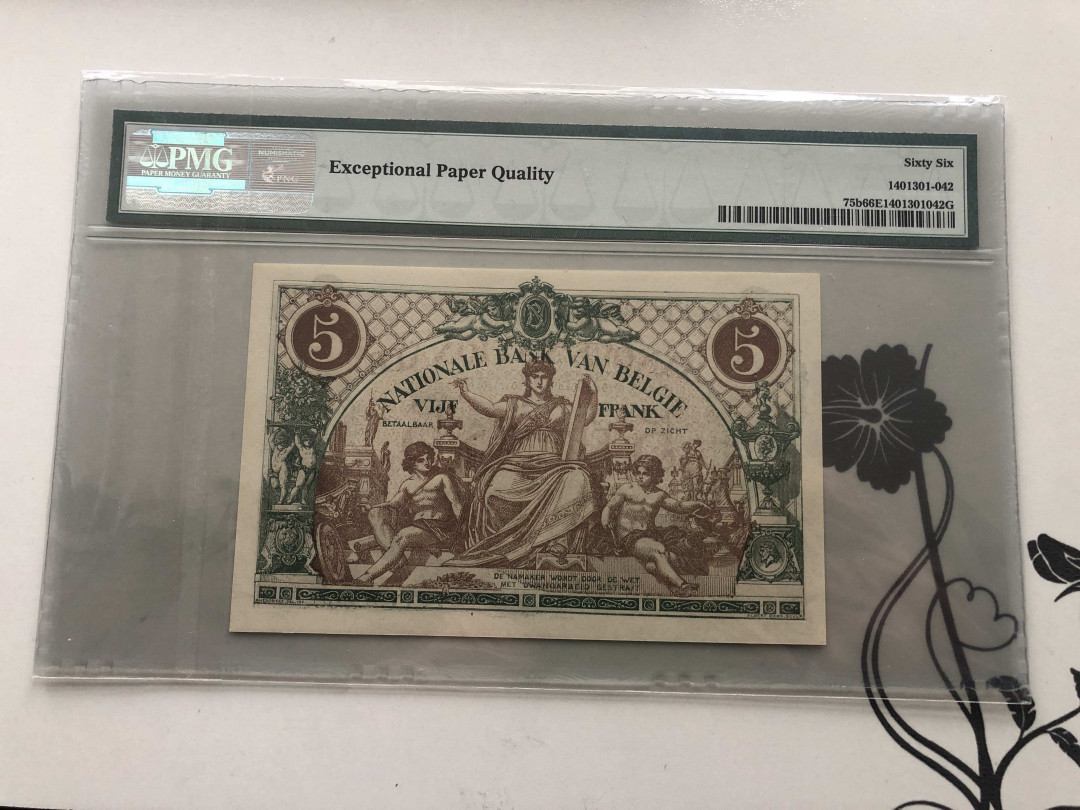 PMG
PAPER MONEY GUARANTY
PNG
Exceptional Paper Quality
Sixty Six
1401301-042
75b66E1401301042G
5
5
NATIONALE BANK VAN BELGIE
VIJF FRANK
BETAALBAAR OP ZICHT
DE NAMAKER WORDT DOOR DE WET
MET DWANGARBEID GESTRAFT